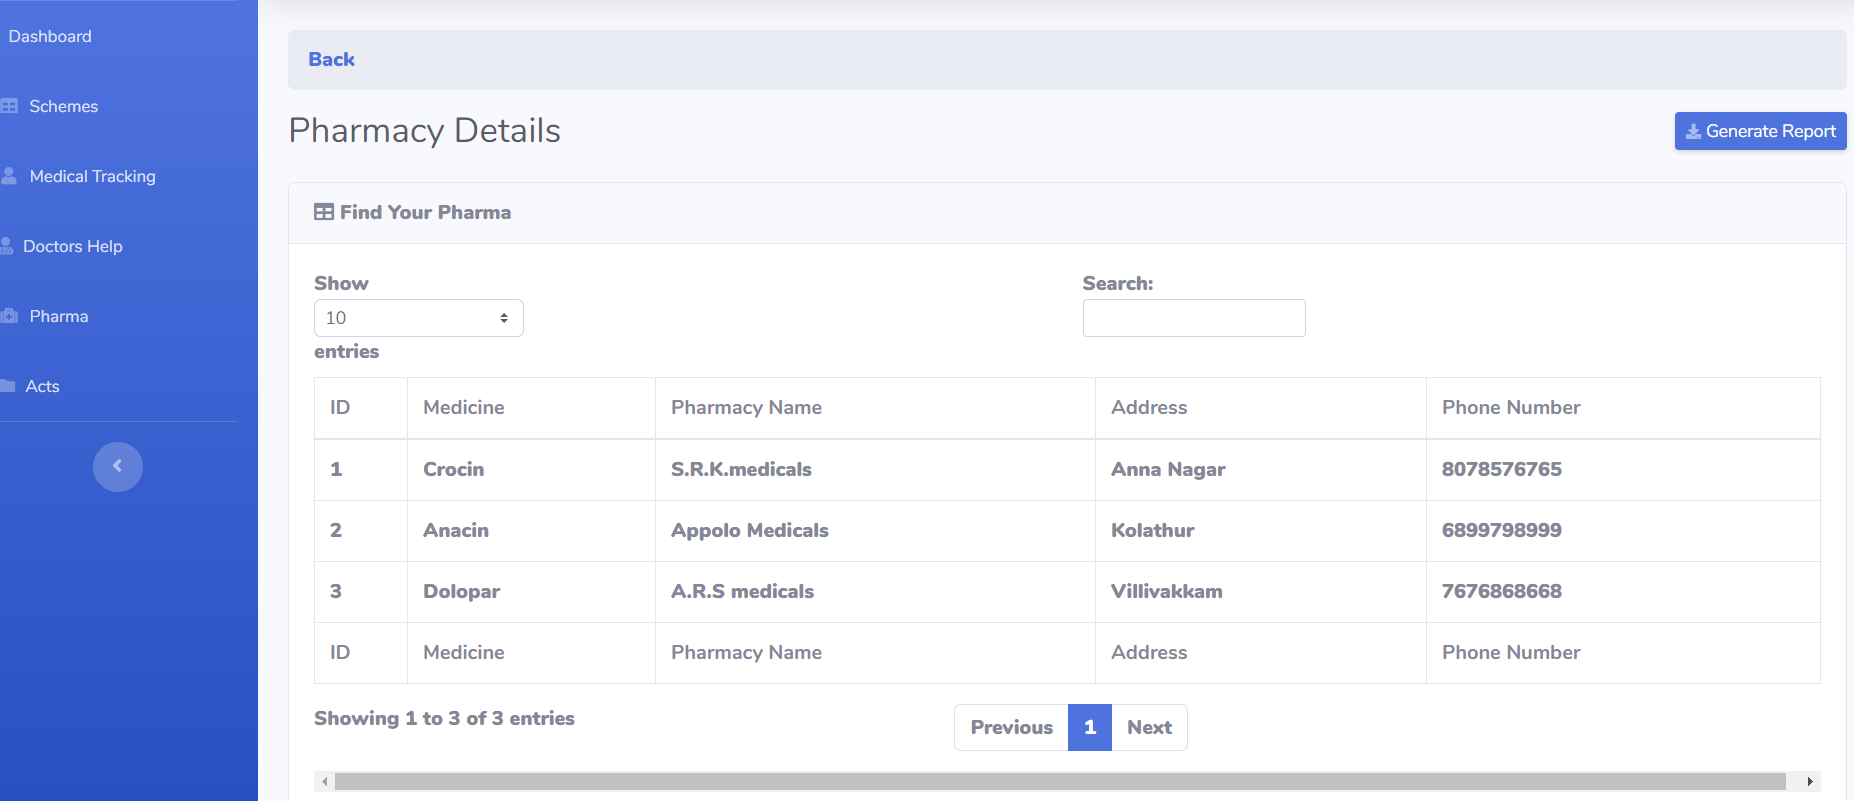 Dashboard
Schemes
Medical Tracking
Doctors Help
Pharma
Acts
Back
Pharmacy Details
Generate Report
Find Your Pharma
Show
10
entries
Search:
ID Medicine Pharmacy Name Address Phone Number
1 Crocin S.R.K.medicals Anna Nagar 8078576765
2 Anacin Appolo Medicals Kolathur 6899798999
3 Dolopar A.R.S medicals Villivakkam 7676868668
ID Medicine Pharmacy Name Address Phone Number
Showing 1 to 3 of 3 entries
Previous 1 Next